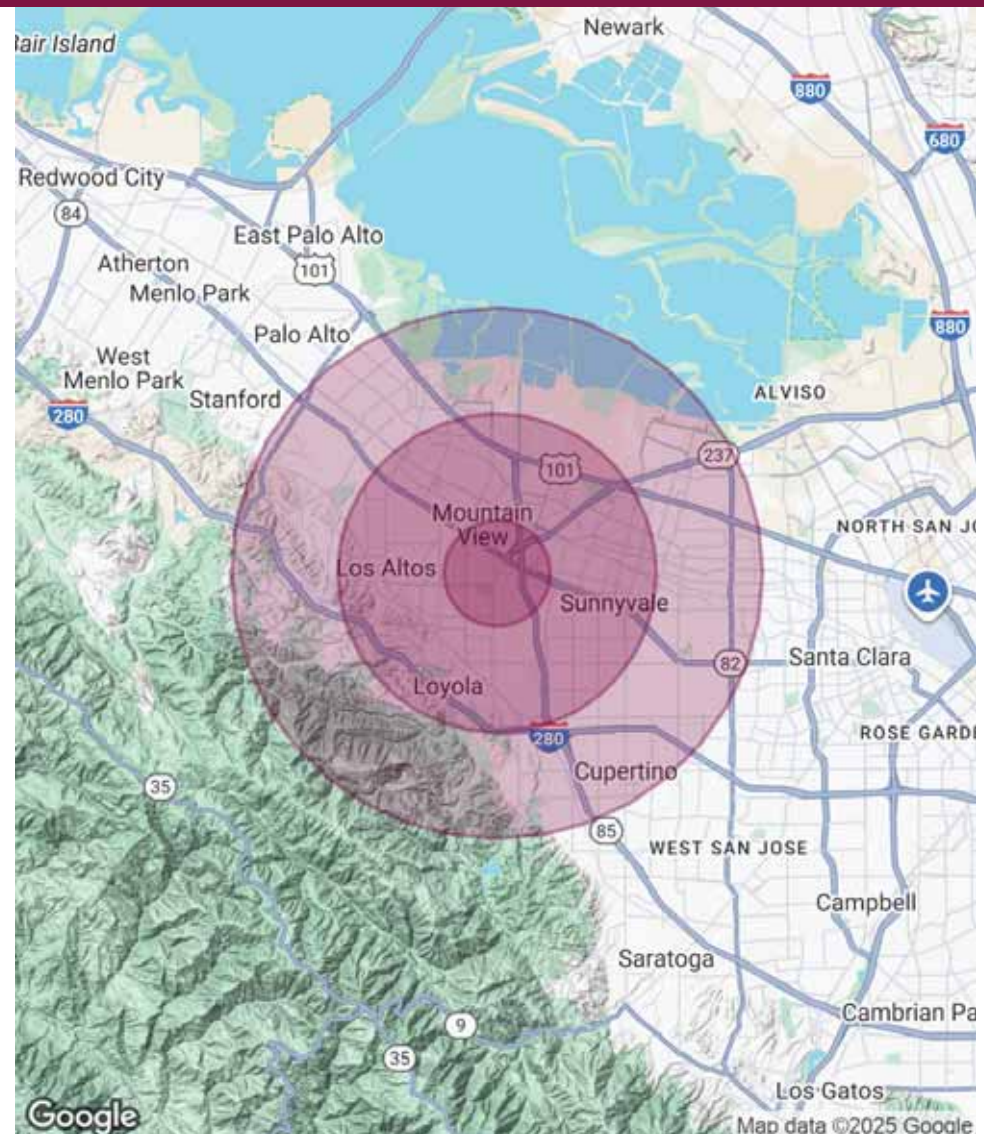 Newark
Bair Island
880
680
Redwood City
84
East Palo Alto
101
Atherton
Menlo Park
Palo Alto
880
West
Menlo Park
Stanford
280
ALVISO
237
101
Mountain
View
NORTH SAN JO
Los Altos
Sunnyvale
82
Santa Clara
Loyola
ROSE GARDE
280
Cupertino
35
85
WEST SAN JOSE
Campbell
Saratoga
Cambrian Pa
9
35
Los Gatos
Google
Map data ©2025 Google